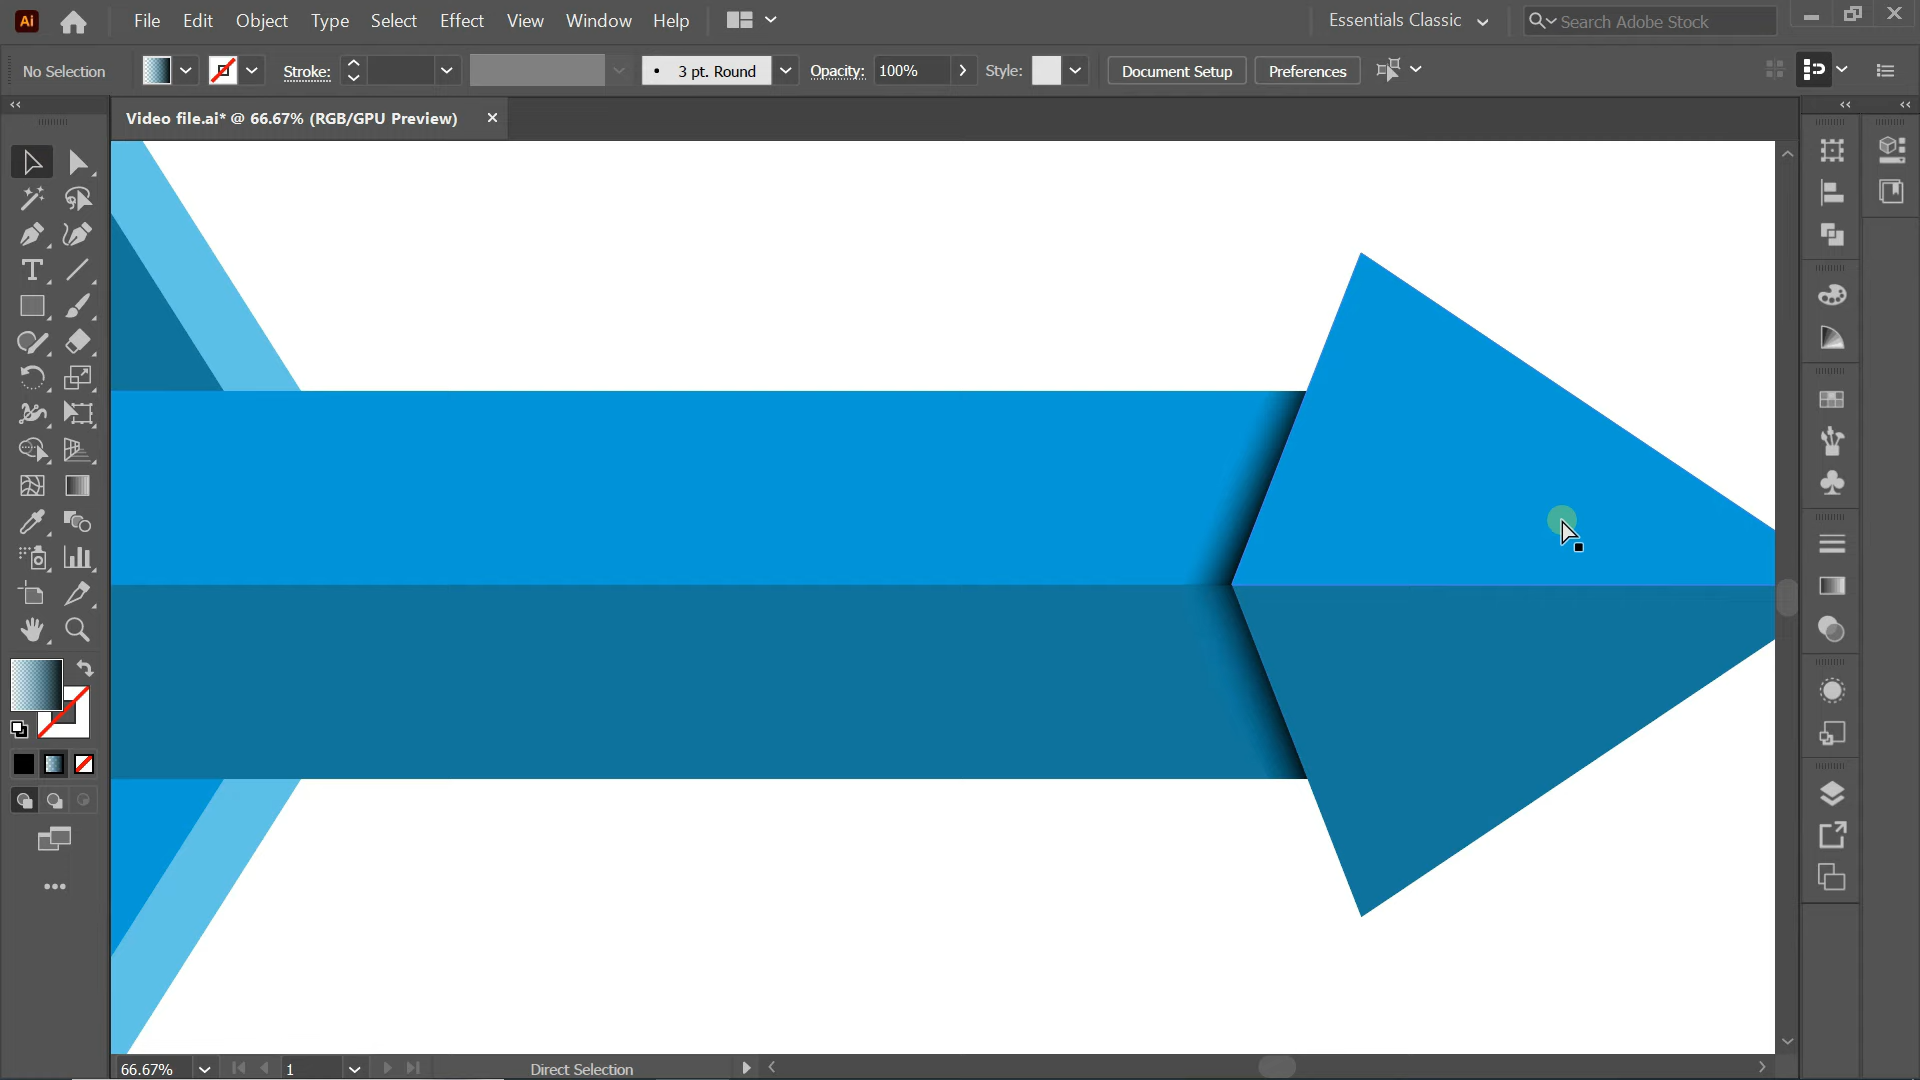 Ai File Edit Object Type Select Effect View Window Help Essentials Classic Search Adobe Stock
No Selection Stroke: 3 pt. Round Opacity: 100% Style: Document Setup Preferences
Video file.ai* @ 66.67% (RGB/GPU Preview)
66.67% 1 Direct Selection